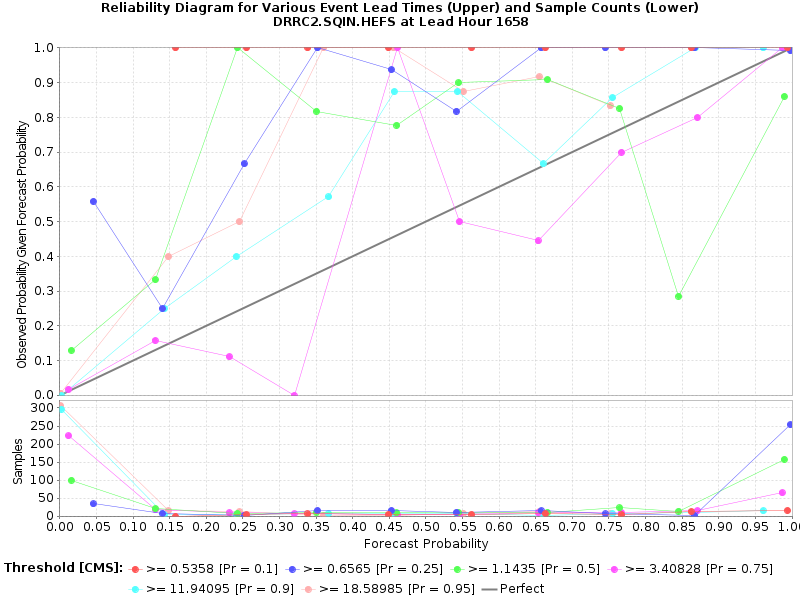 Reliability Diagram for Various Event Lead Times (Upper) and Sample Counts (Lower)
DRRC2.SQIN.HEFS at Lead Hour 1658
Observed Probability Given Forecast Probability
1.0
0.9
0.8
0.7
0.6
0.5
0.4
0.3
0.2
0.1
0.0
Samples
300
250
200
150
100
50
0
0.00 0.05 0.10 0.15 0.20 0.25 0.30 0.35 0.40 0.45 0.50 0.55 0.60 0.65 0.70 0.75 0.80 0.85 0.90 0.95 1.0
Forecast Probability
Threshold [CMS]: >= 0.5358 [Pr = 0.1] >= 0.6565 [Pr = 0.25] >= 1.1435 [Pr = 0.5] >= 3.40828 [Pr = 0.75]
>= 11.94095 [Pr = 0.9] >= 18.58985 [Pr = 0.95] Perfect